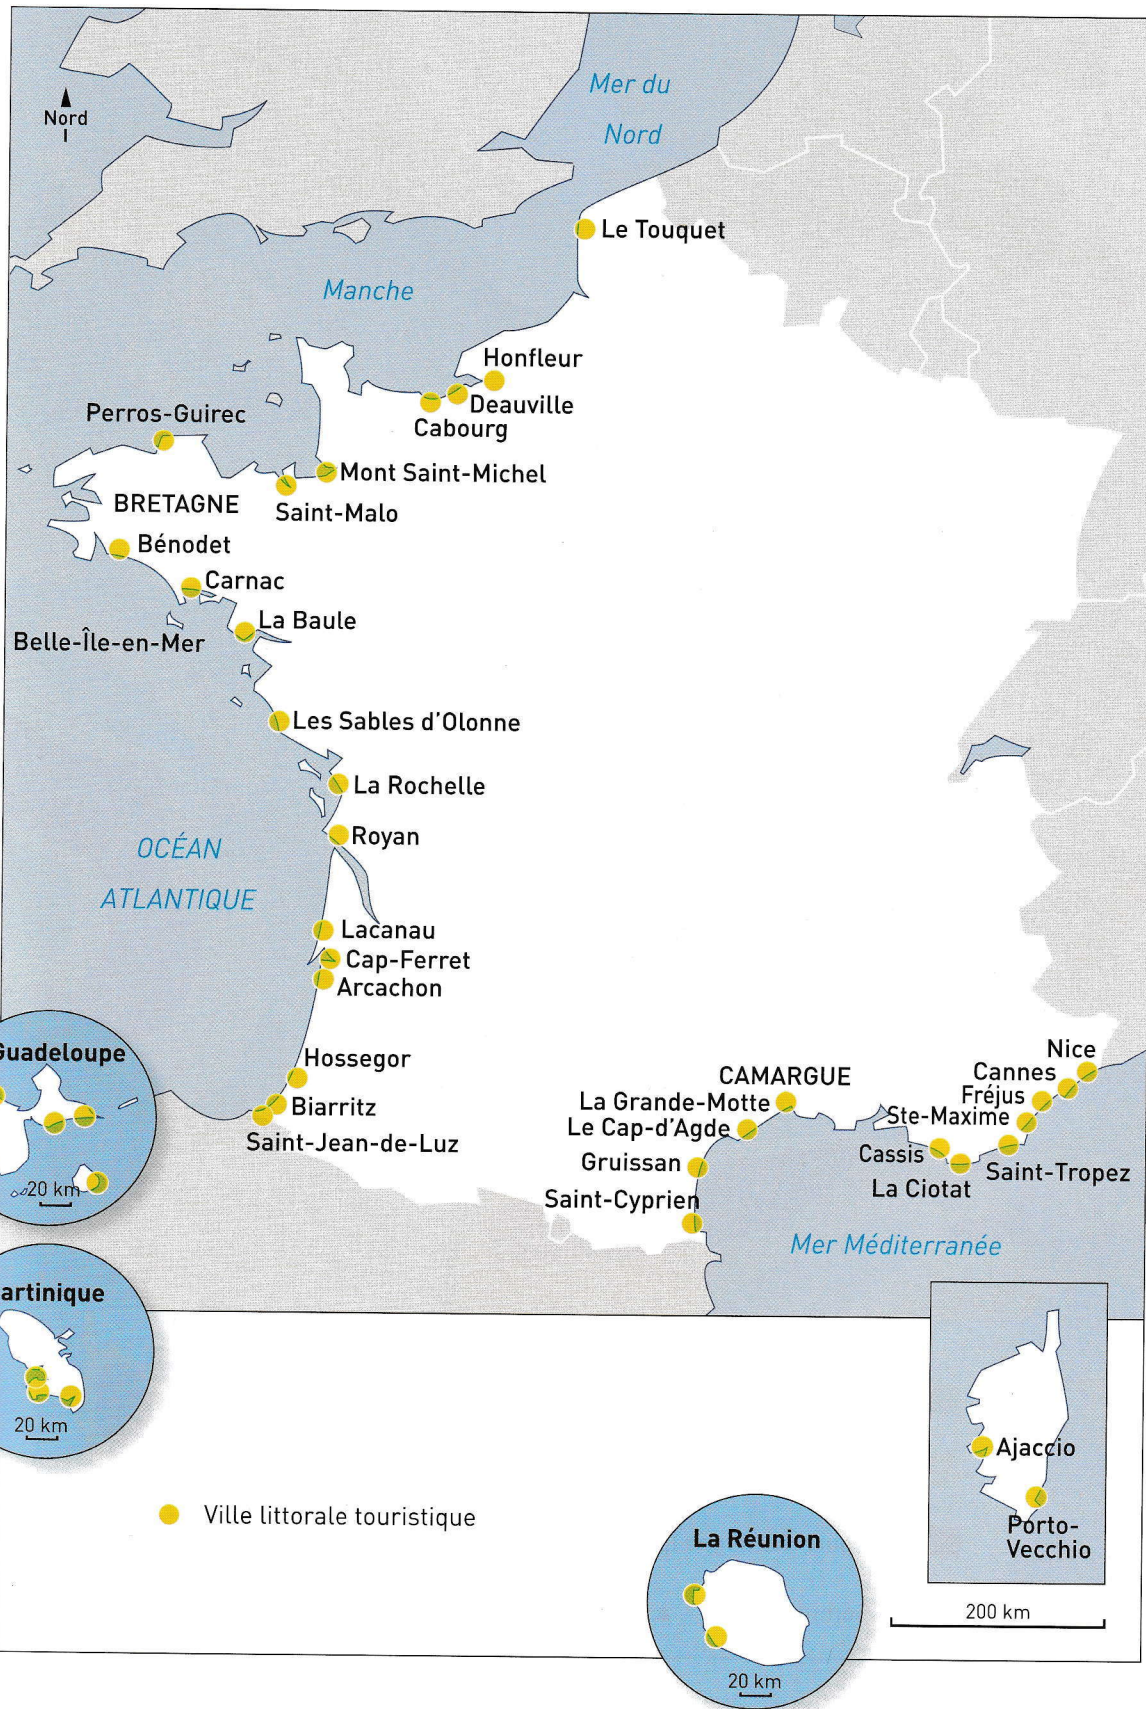 Mer du
Nord
Nord
Le Touquet
Manche
Honfleur
Deauville
Cabourg
Perros-Guirec
Mont Saint-Michel
BRETAGNE
Saint-Malo
Bénodet
Carnac
La Baule
Belle-Île-en-Mer
Les Sables d'Olonne
La Rochelle
Royan
OCÉAN
ATLANTIQUE
Lacanau
Cap-Ferret
Arcachon
Hossegor
Biarritz
Saint-Jean-de-Luz
Nice
Cannes
Fréjus
Ste-Maxime
CAMARGUE
La Grande-Motte
Le Cap-d'Agde
Cassis
Saint-Tropez
La Ciotat
Gruissan
Saint-Cyprien
Mer Méditerranée
Guadeloupe
20 km
artinique
20 km
Ajaccio
Porto-
Vecchio
Ville littorale touristique
La Réunion
20 km
200 km